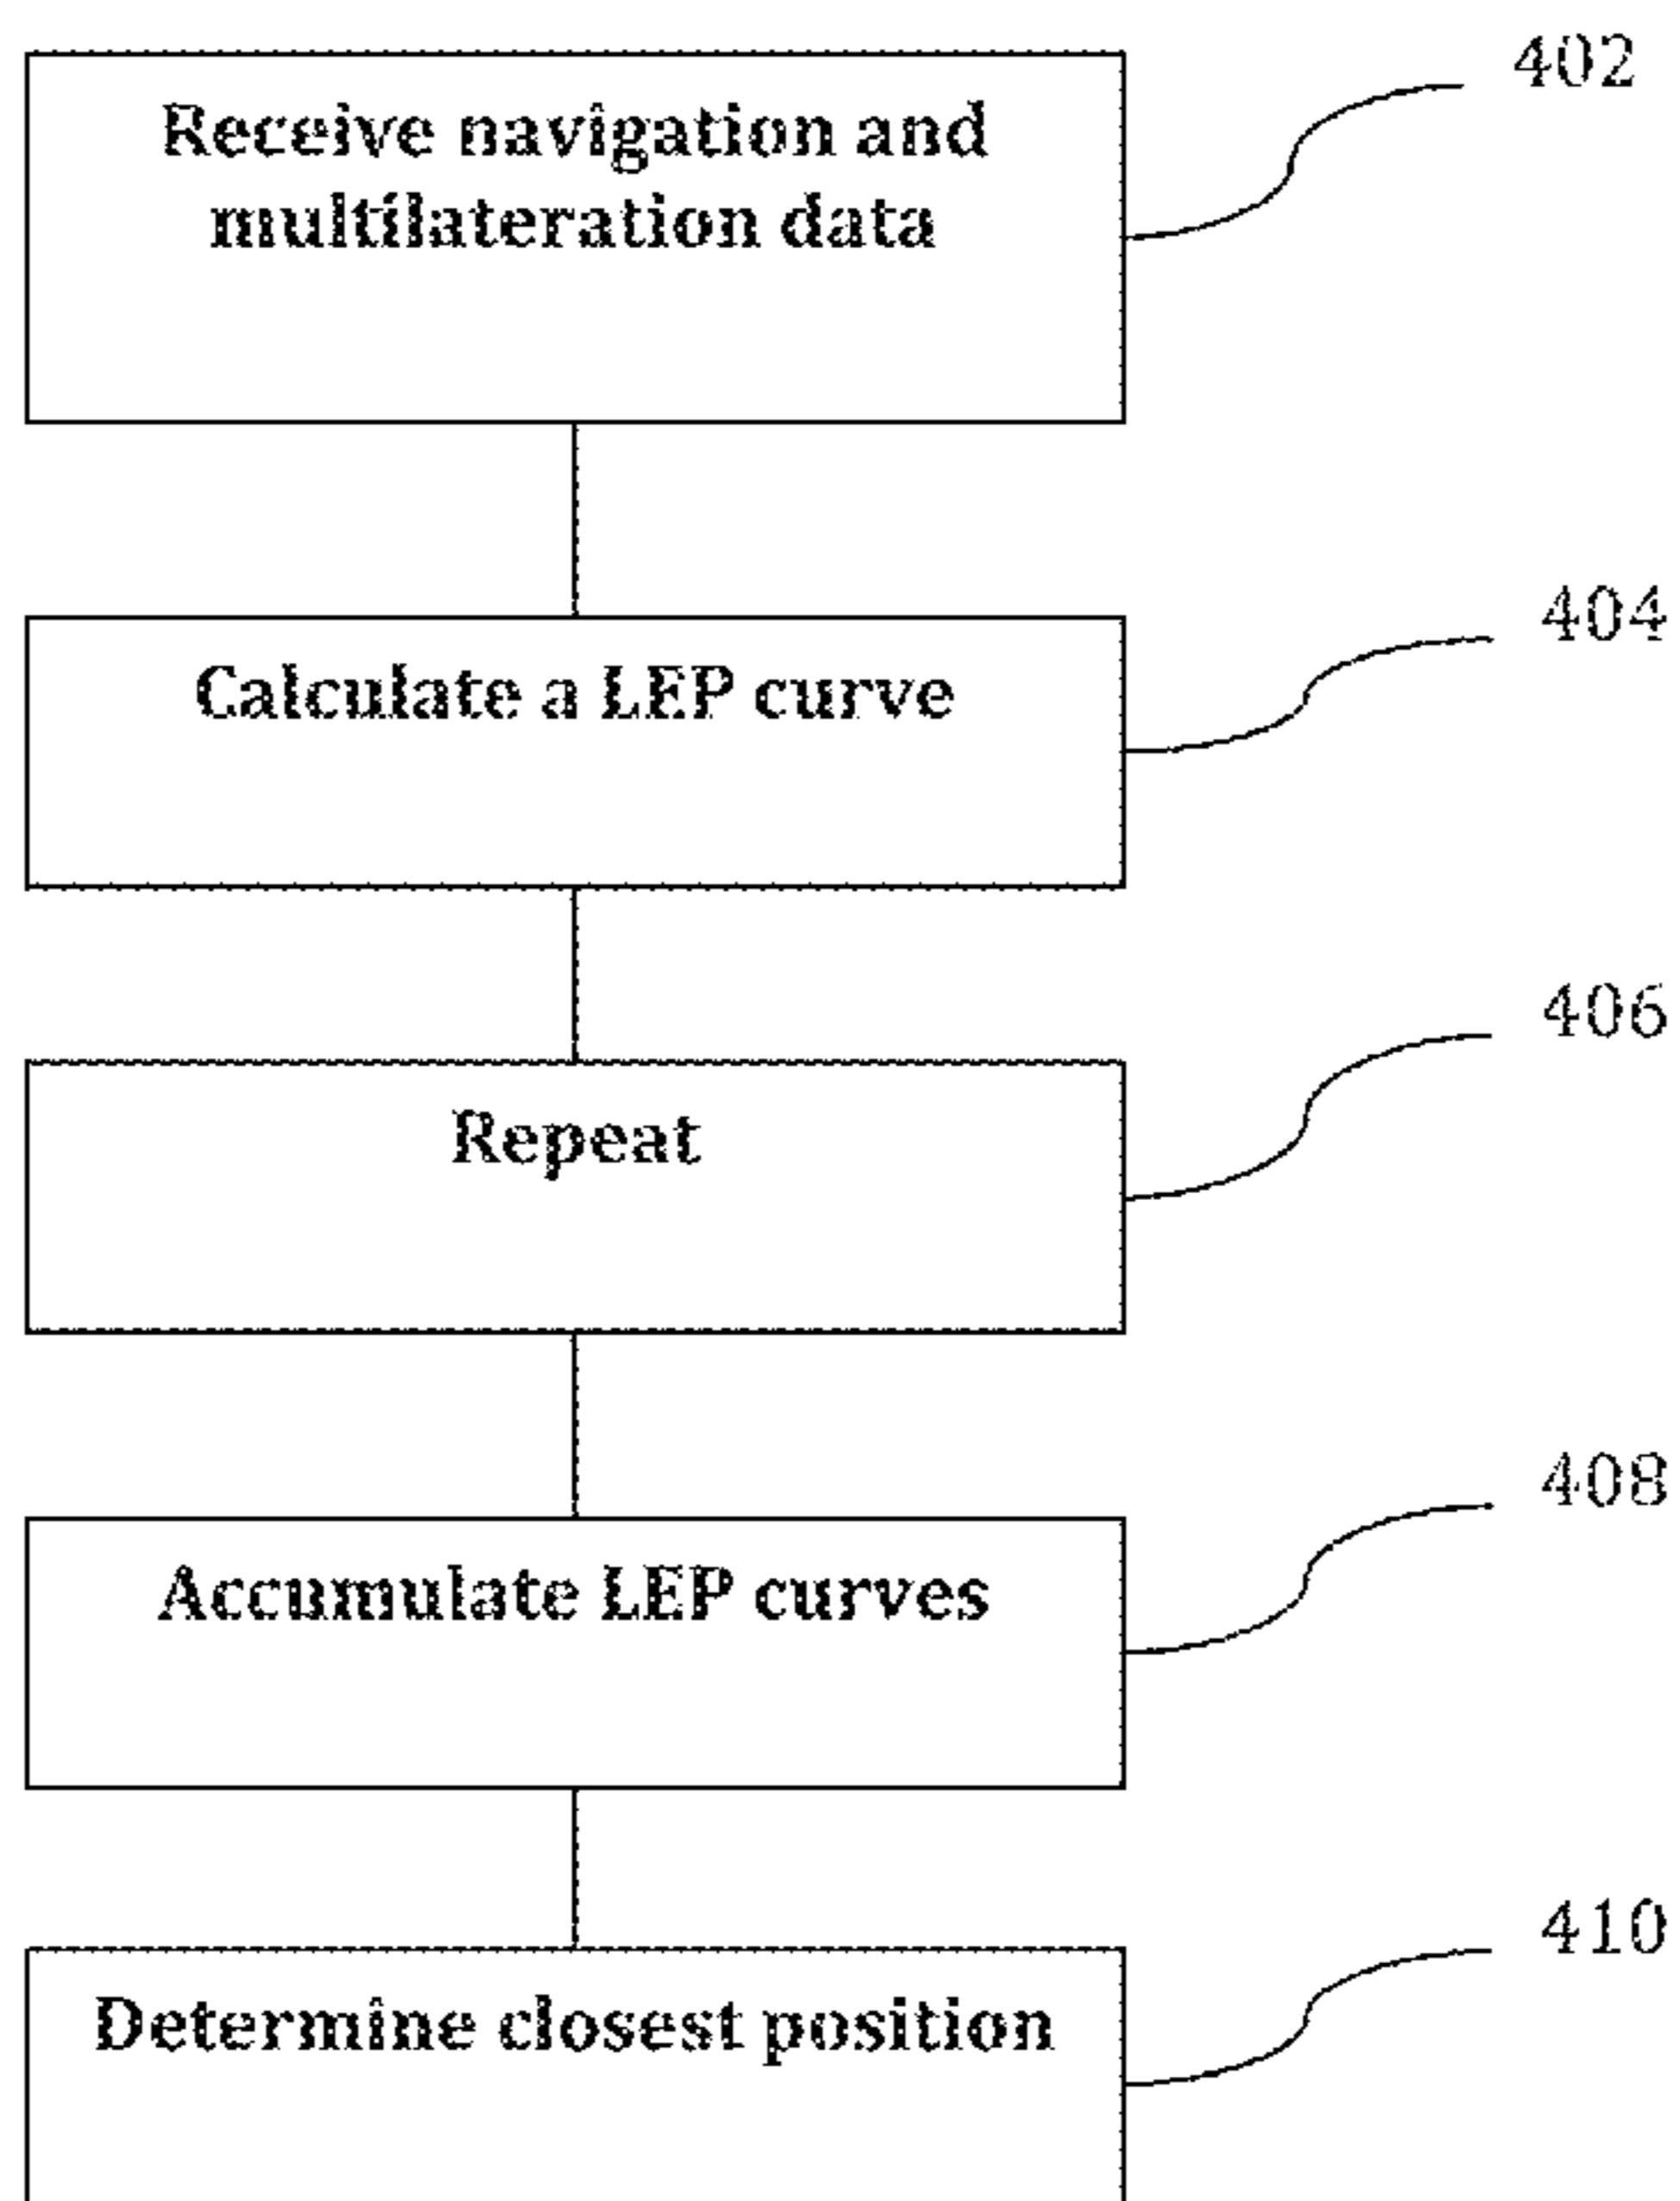 402
Receive navigation and
multilateration data
404
Calculate a LEP curve
406
Repeat
408
Accumulate LEP curves
410
Determine closest position